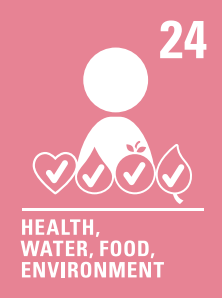 24
HEALTH,
WATER, FOOD,
ENVIRONMENT